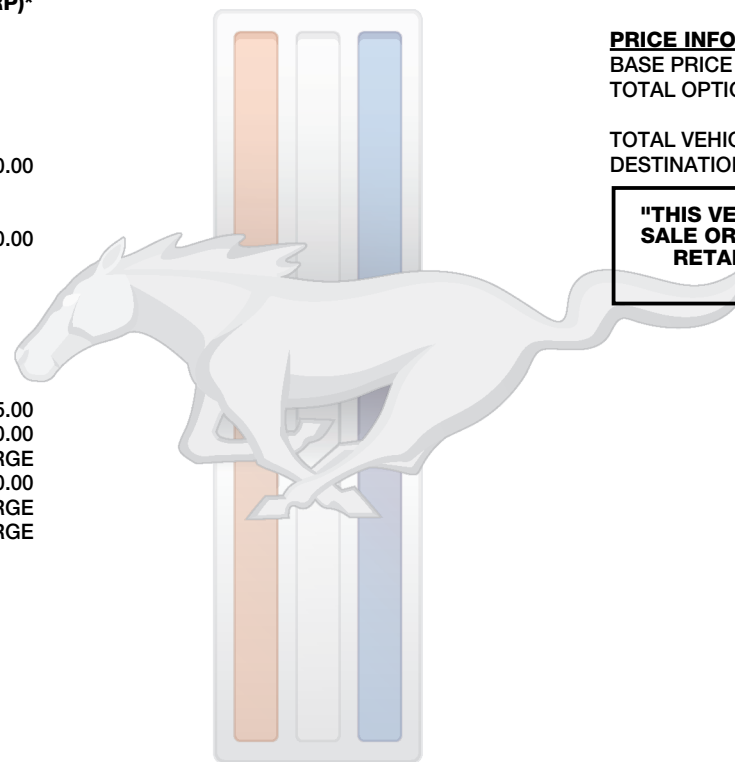 RP)*
0.00
0.00
5.00
0.00
RGE
0.00
RGE
RGE
PRICE INFO
BASE PRICE
TOTAL OPTIO
TOTAL VEHIC
DESTINATION
"THIS VE
SALE OR
RETAI